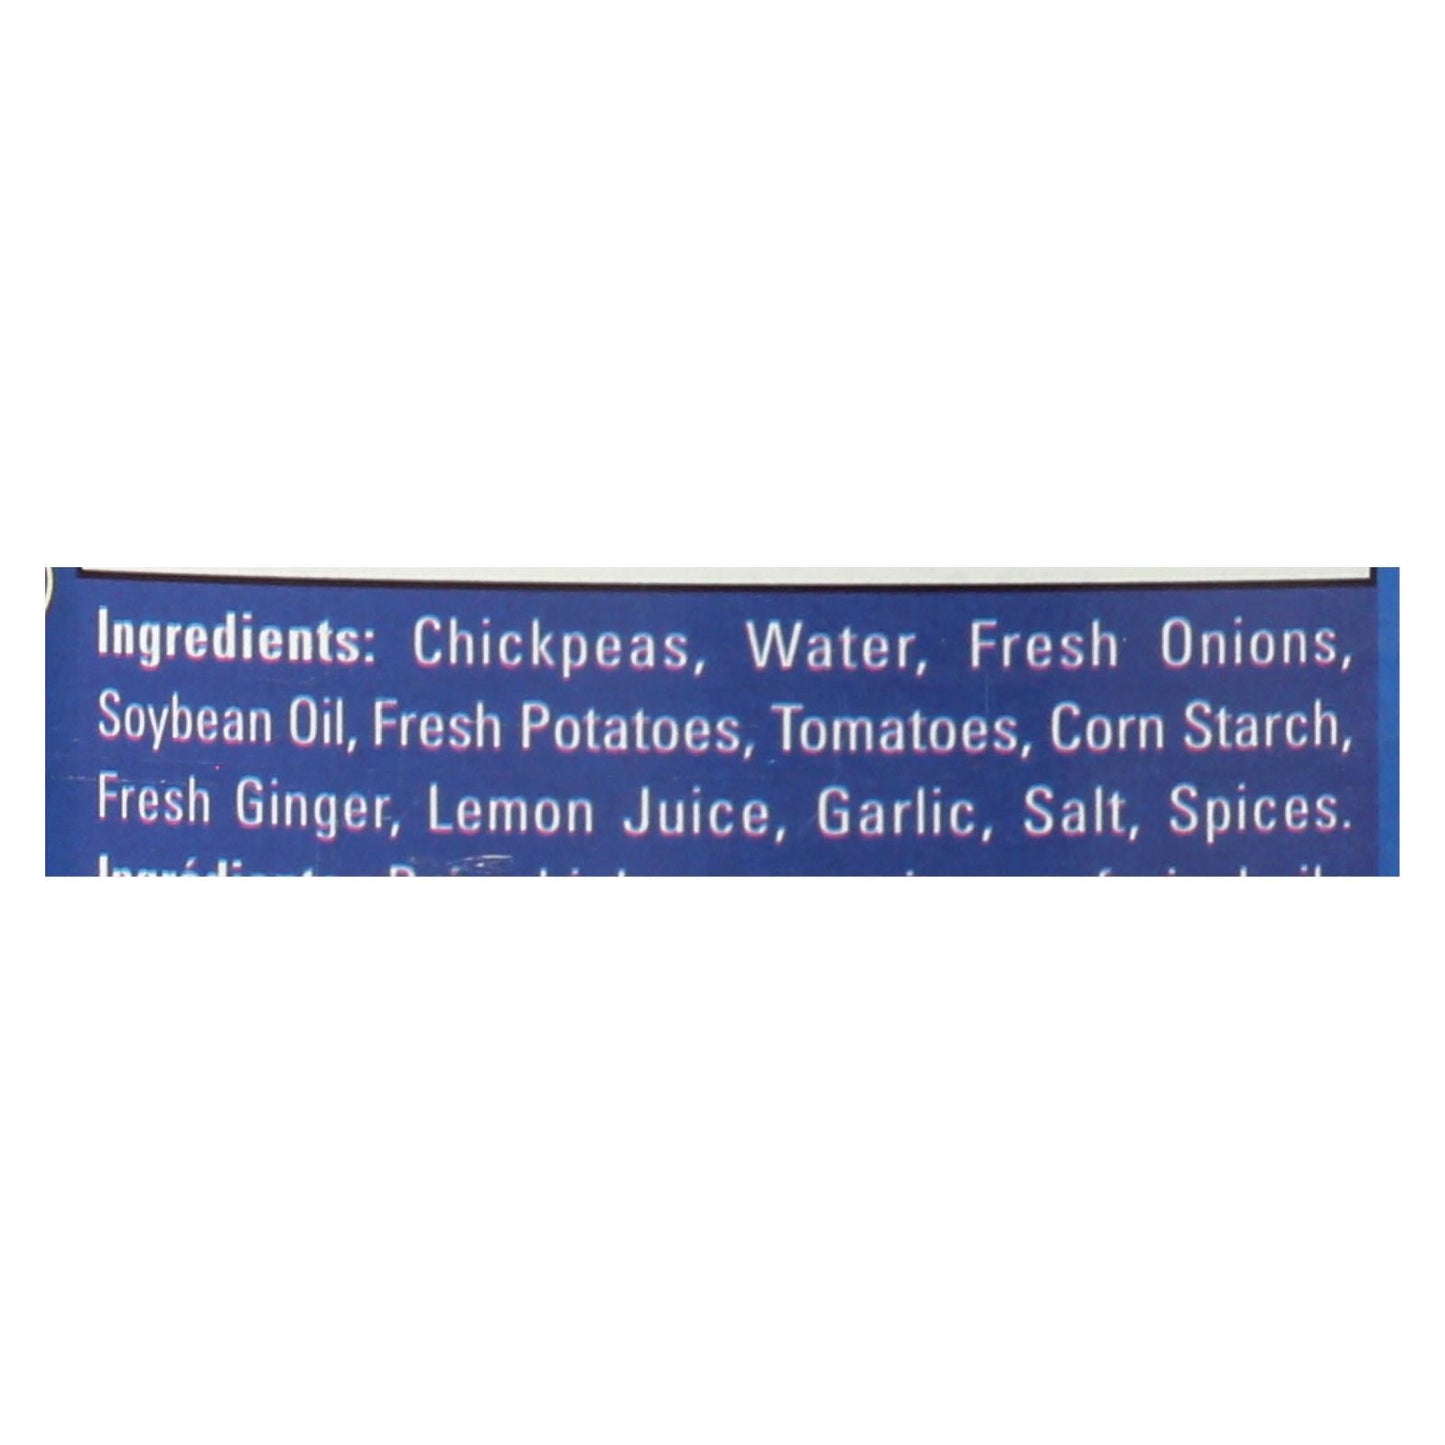 Ingredients: Chickpeas, Water, Fresh Onions,
Soybean Oil, Fresh Potatoes, Tomatoes, Corn Starch,
Fresh Ginger, Lemon Juice, Garlic, Salt, Spices.